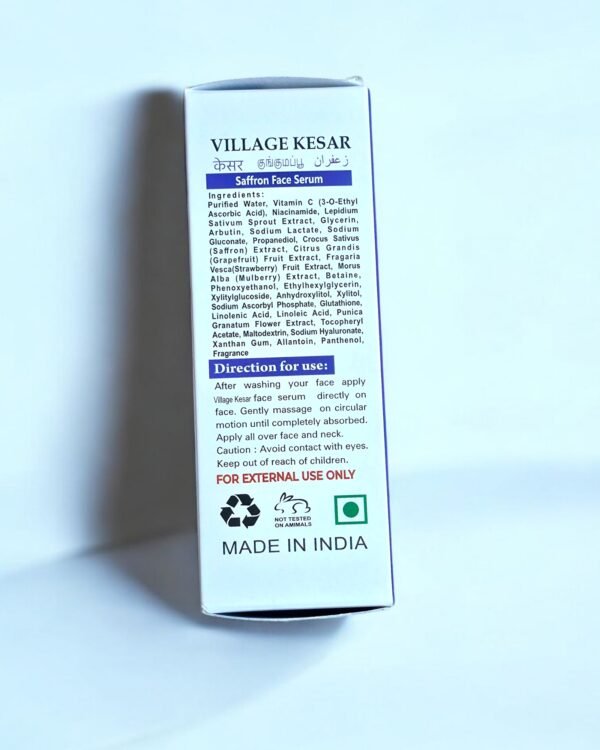 VILLAGE KESAR
केसर குங்குமப்பூ زعفران
Saffron Face Serum
Ingredients:
Purified Water, Vitamin C (3-O-Ethyl
Ascorbic Acid), Niacinamide, Lepidium
Sativum Sprout Extract, Glycerin,
Arbutin, Sodium Lactate, Sodium
Gluconate, Propanediol, Crocus Sativus
(Saffron) Extract, Citrus Grandis
(Grapefruit) Fruit Extract, Fragaria
Vesca(Strawberry) Fruit Extract, Morus
Alba (Mulberry) Extract, Betaine,
Phenoxyethanol, Ethylhexylglycerin,
Xylitylglucoside, Anhydroxylitol, Xylitol,
Sodium Ascorbyl Phosphate, Glutathione,
Linolenic Acid, Linoleic Acid, Punica
Granatum Flower Extract, Tocopheryl
Acetate, Maltodextrin, Sodium Hyaluronate,
Xanthan Gum, Allantoin, Panthenol,
Fragrance
Direction for use:
After washing your face apply
Village Kesar face serum directly on
face. Gently massage on circular
motion until completely absorbed.
Apply all over face and neck.
Caution : Avoid contact with eyes.
Keep out of reach of children.
FOR EXTERNAL USE ONLY
NOT TESTED
ON AMIMALS
MADE IN INDIA